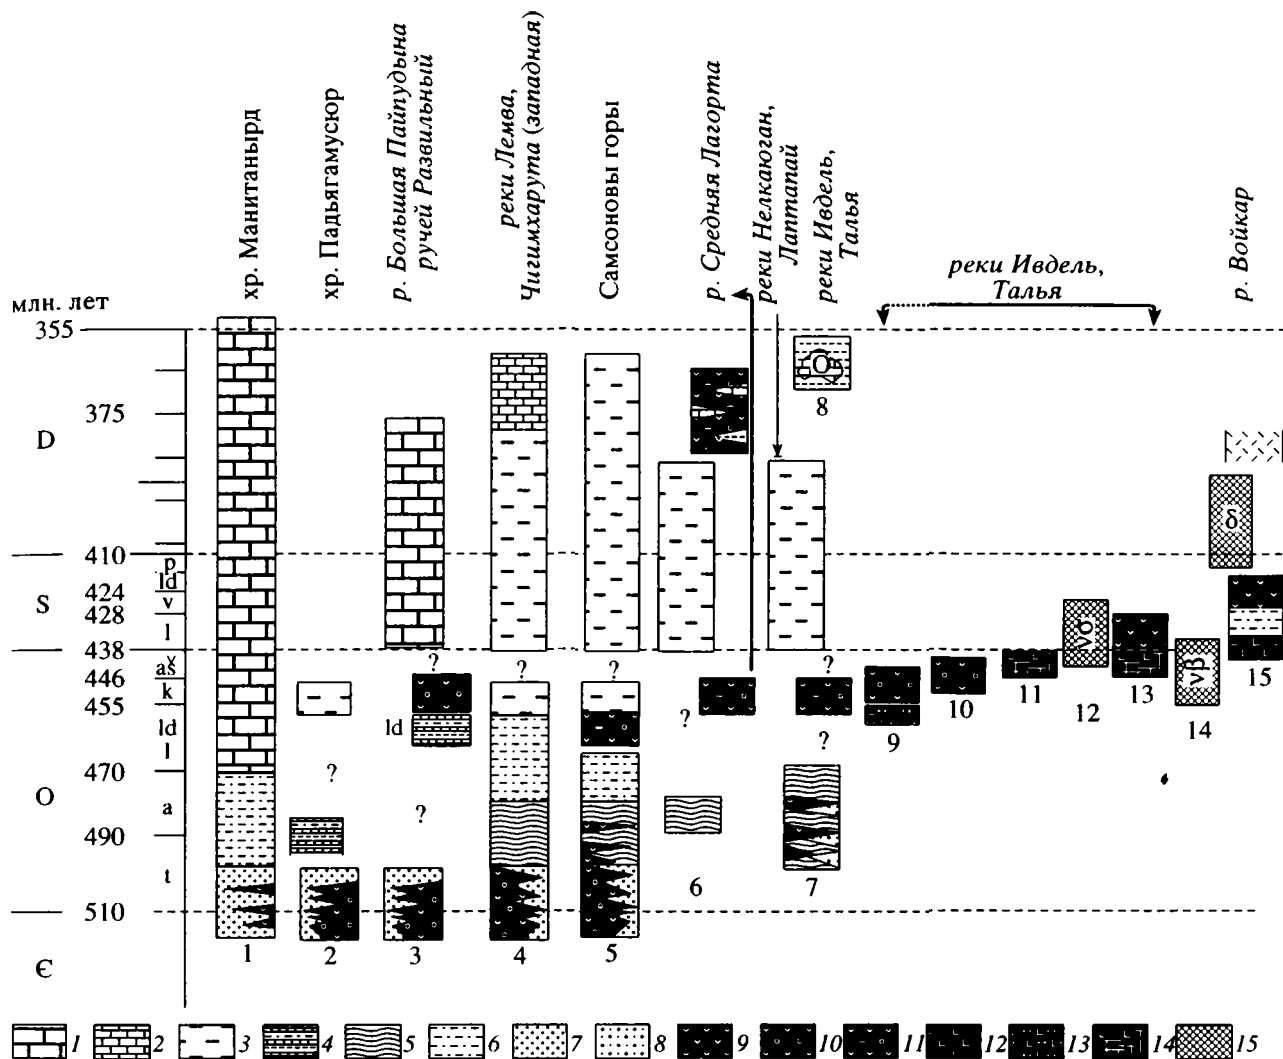 хр. Манитанырд
хр. Падьягамусюр
р. Большая Пайпудына
ручей Развильный
реки Лемва,
Чигимхарута (западная)
Самсоновы горы
р. Средняя Лагорта
реки Нелкаюган,
Лаптапай
реки Ивдель,
Талья
реки Ивдель,
Талья
р. Войкар
млн. лет
355
375
8
D
δ
410
p
ld
424
v
S
428
l
νδ
438
νβ
? ? ? ?
aš
446
k
15
11
455
10
12 13
?
ld
ld
9
14
l
?
470
?
O
a
?
490
t
6 7
510
1 2 3 4 5
Є
1 2 3 4 5 6 7 8 9 10 11 12 13 14 15